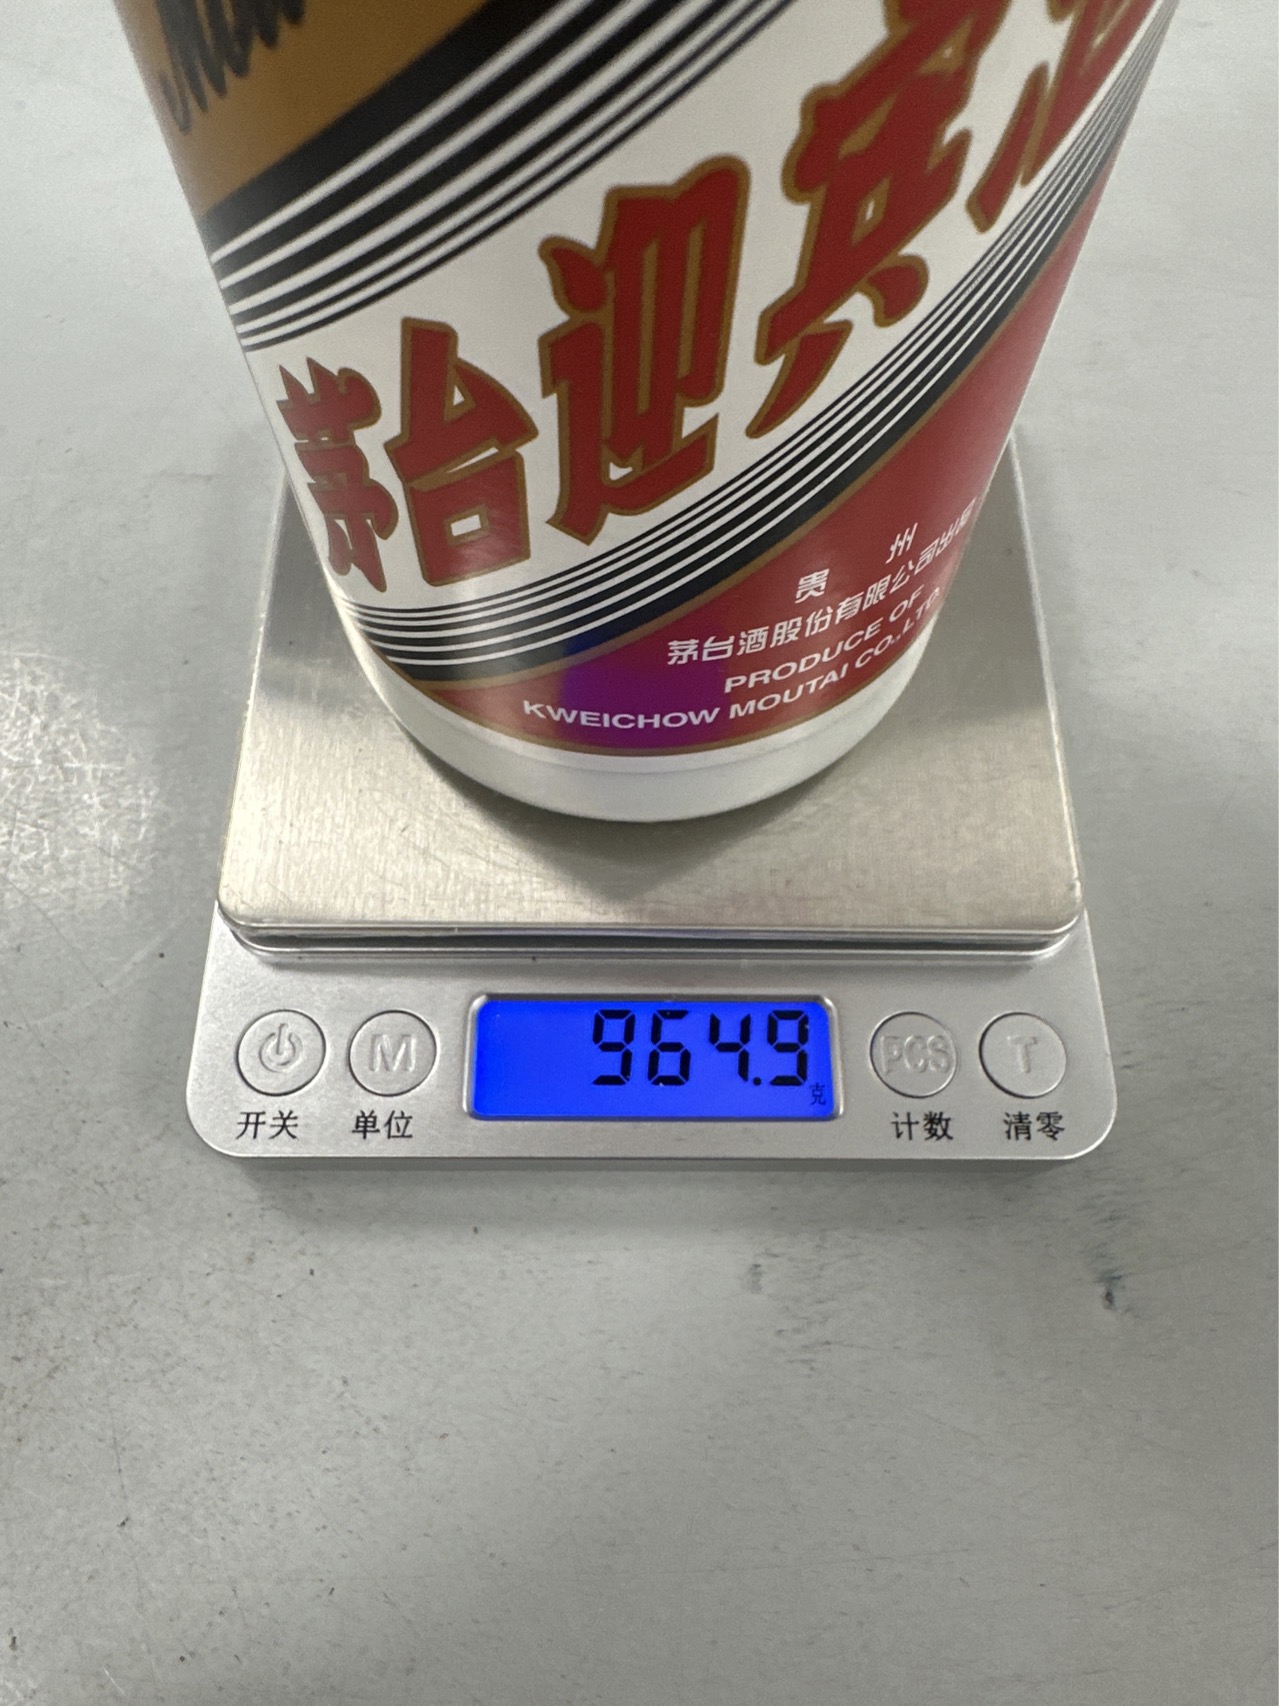 茅台迎宾
贵州
茅台酒股份有限公司出品
PRODUCE OF
KWEICHOW MOUTAI CO.,LTD.
964.9
克
M PCS T
开关 单位 计数 清零